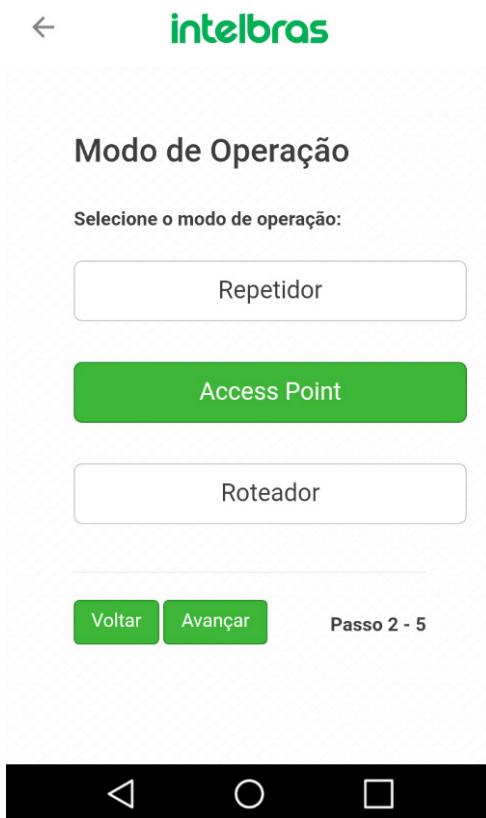 intelbras
Modo de Operação
Selecione o modo de operação:
Repetidor
Access Point
Roteador
Voltar Avançar Passo 2 - 5